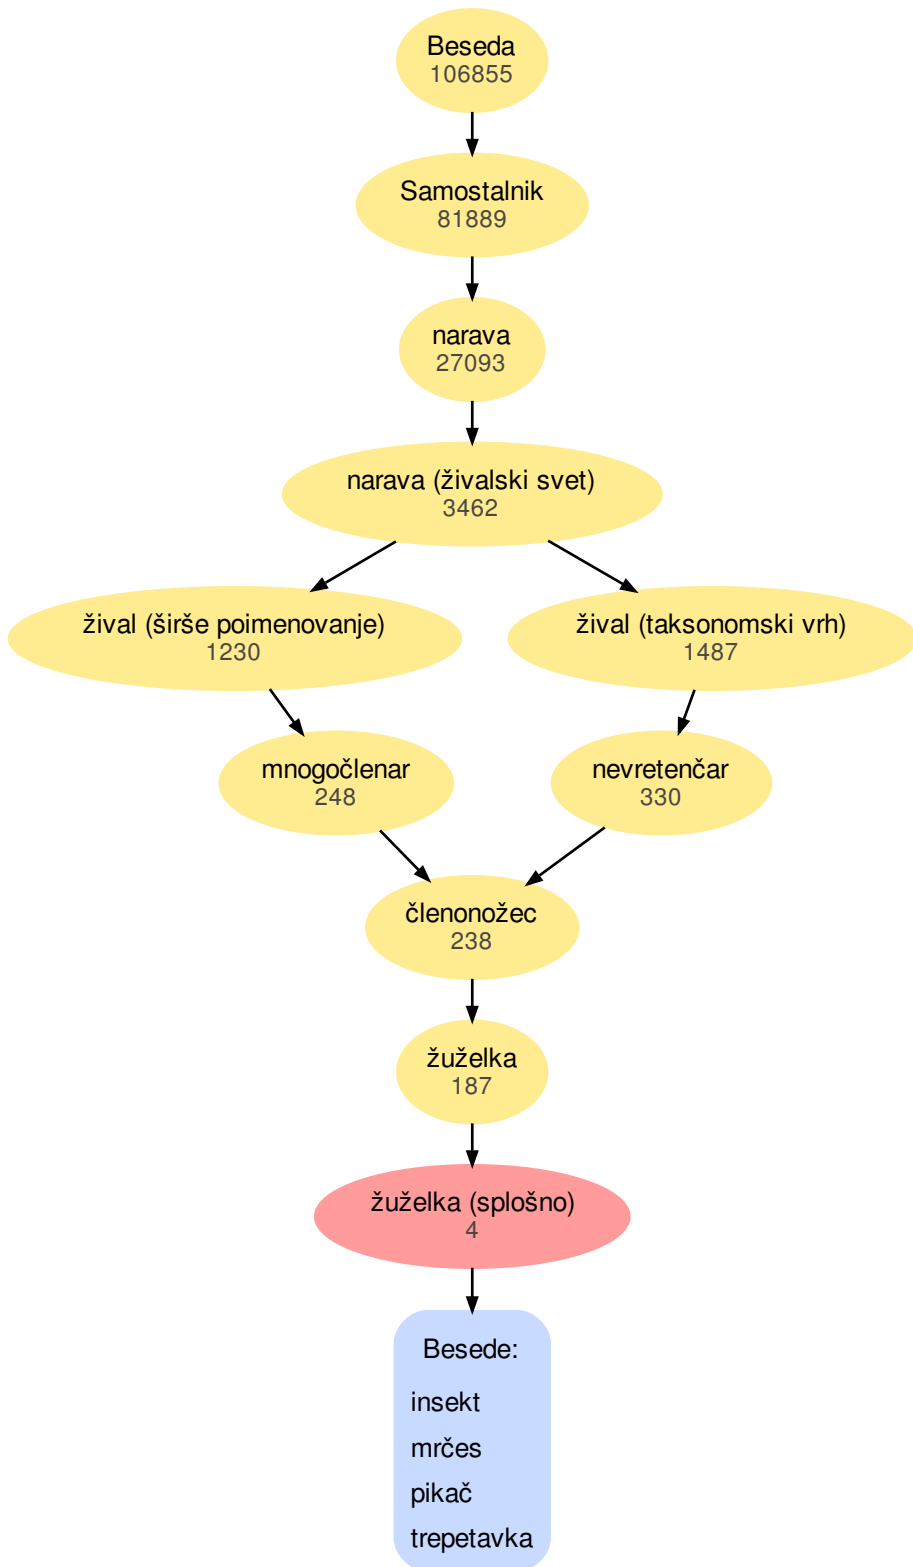 Beseda
106855
Samostalnik
81889
narava
27093
narava (živalski svet)
3462
žival (širše poimenovanje)
1230
žival (taksonomski vrh)
1487
mnogočlenar
248
nevretenčar
330
členonožec
238
žuželka
187
žuželka (splošno)
4
Besede:
insekt
mrčes
pikač
trepetavka